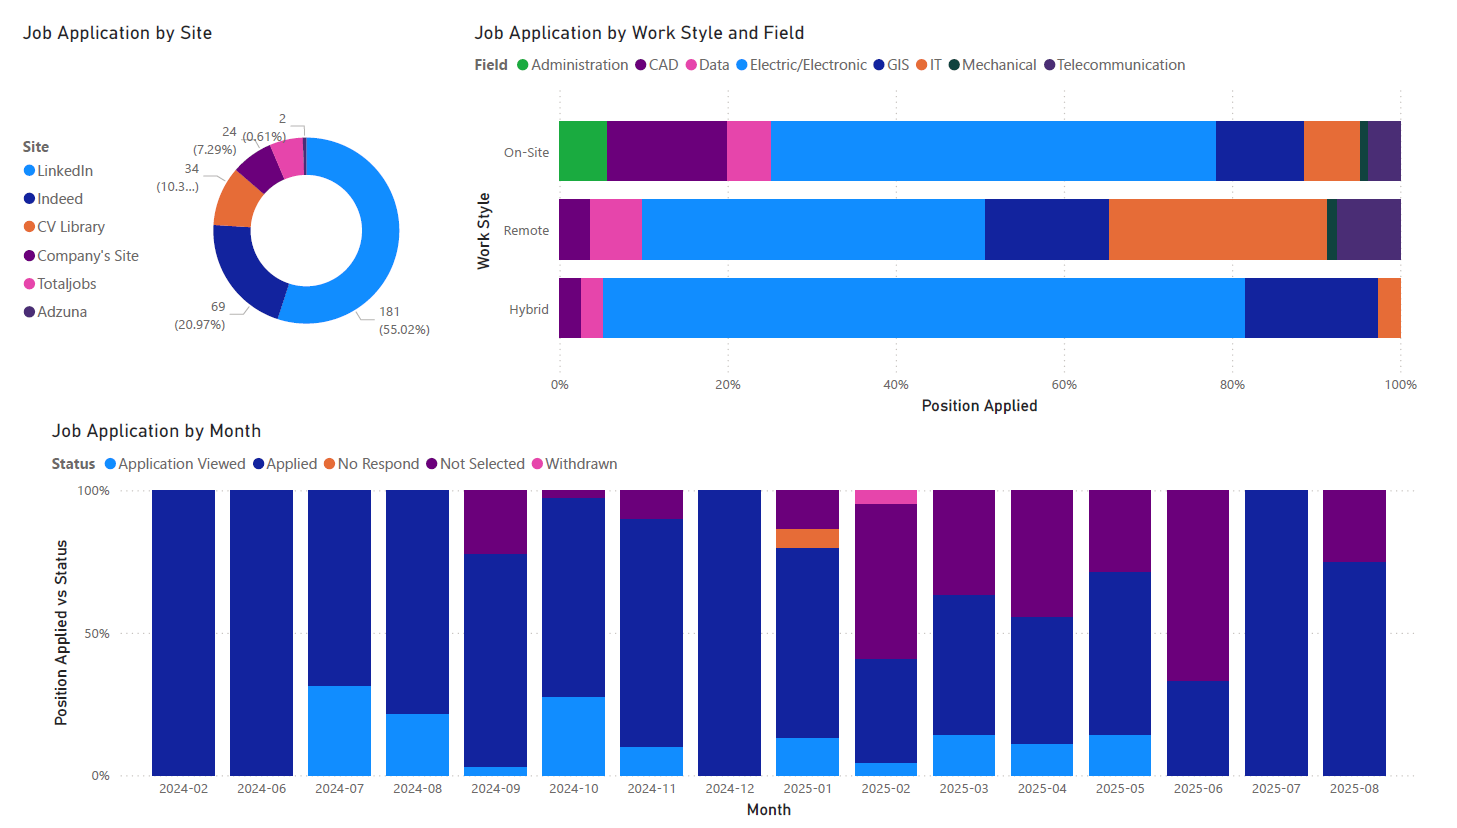 Job Application by Site
Site
LinkedIn
Indeed
CV Library
Company's Site
Totaljobs
Adzuna
2
(0.61%)
24
(7.29%)
34
(10.3...)
69
(20.97%)
181
(55.02%)
Job Application by Work Style and Field
Field Administration CAD Data Electric/Electronic GIS IT Mechanical Telecommunication
Work Style
On-Site
Remote
Hybrid
0% 20% 40% 60% 80% 100%
Position Applied
Job Application by Month
Status Application Viewed Applied No Respond Not Selected Withdrawn
Position Applied vs Status
100%
50%
0%
2024-02 2024-06 2024-07 2024-08 2024-09 2024-10 2024-11 2024-12 2025-01 2025-02 2025-03 2025-04 2025-05 2025-06 2025-07 2025-08
Month